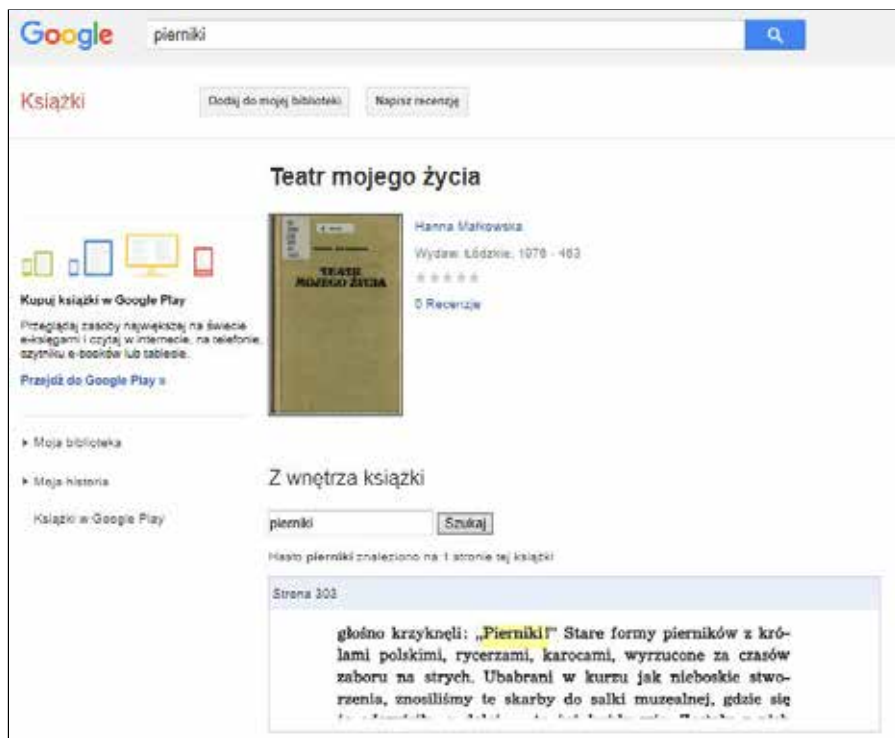 Google
pierniki
Książki
Dodaj do mojej biblioteki
Napisz recenzję
Teatr mojego życia
TEATR
MOJEGO ŻYCIA
Hanna Małkowska
Wydaw. Łódzkie, 1976 - 463
0 Recenzje
Kupuj książki w Google Play
Przeglądaj zasoby największej na świecie
e-księgarni i czytaj w internecie, na telefonie,
czytniku e-booków lub tablecie.
Przejdź do Google Play »
Moja biblioteka
Moja historia
Książki w Google Play
Z wnętrza książki
pierniki
Szukaj
Hasło pierniki znaleziono na 1 stronie tej książki
Strona 303
głośno krzyknęli: „Pierniki!” Stare formy pierników z kró-
lami polskimi, rycerzami, karocami, wyrzucone za czasów
zaboru na strych. Ubabrani w kurzu jak nieboskie stwo-
rzenia, znosiliśmy te skarby do salki muzealnej, gdzie się